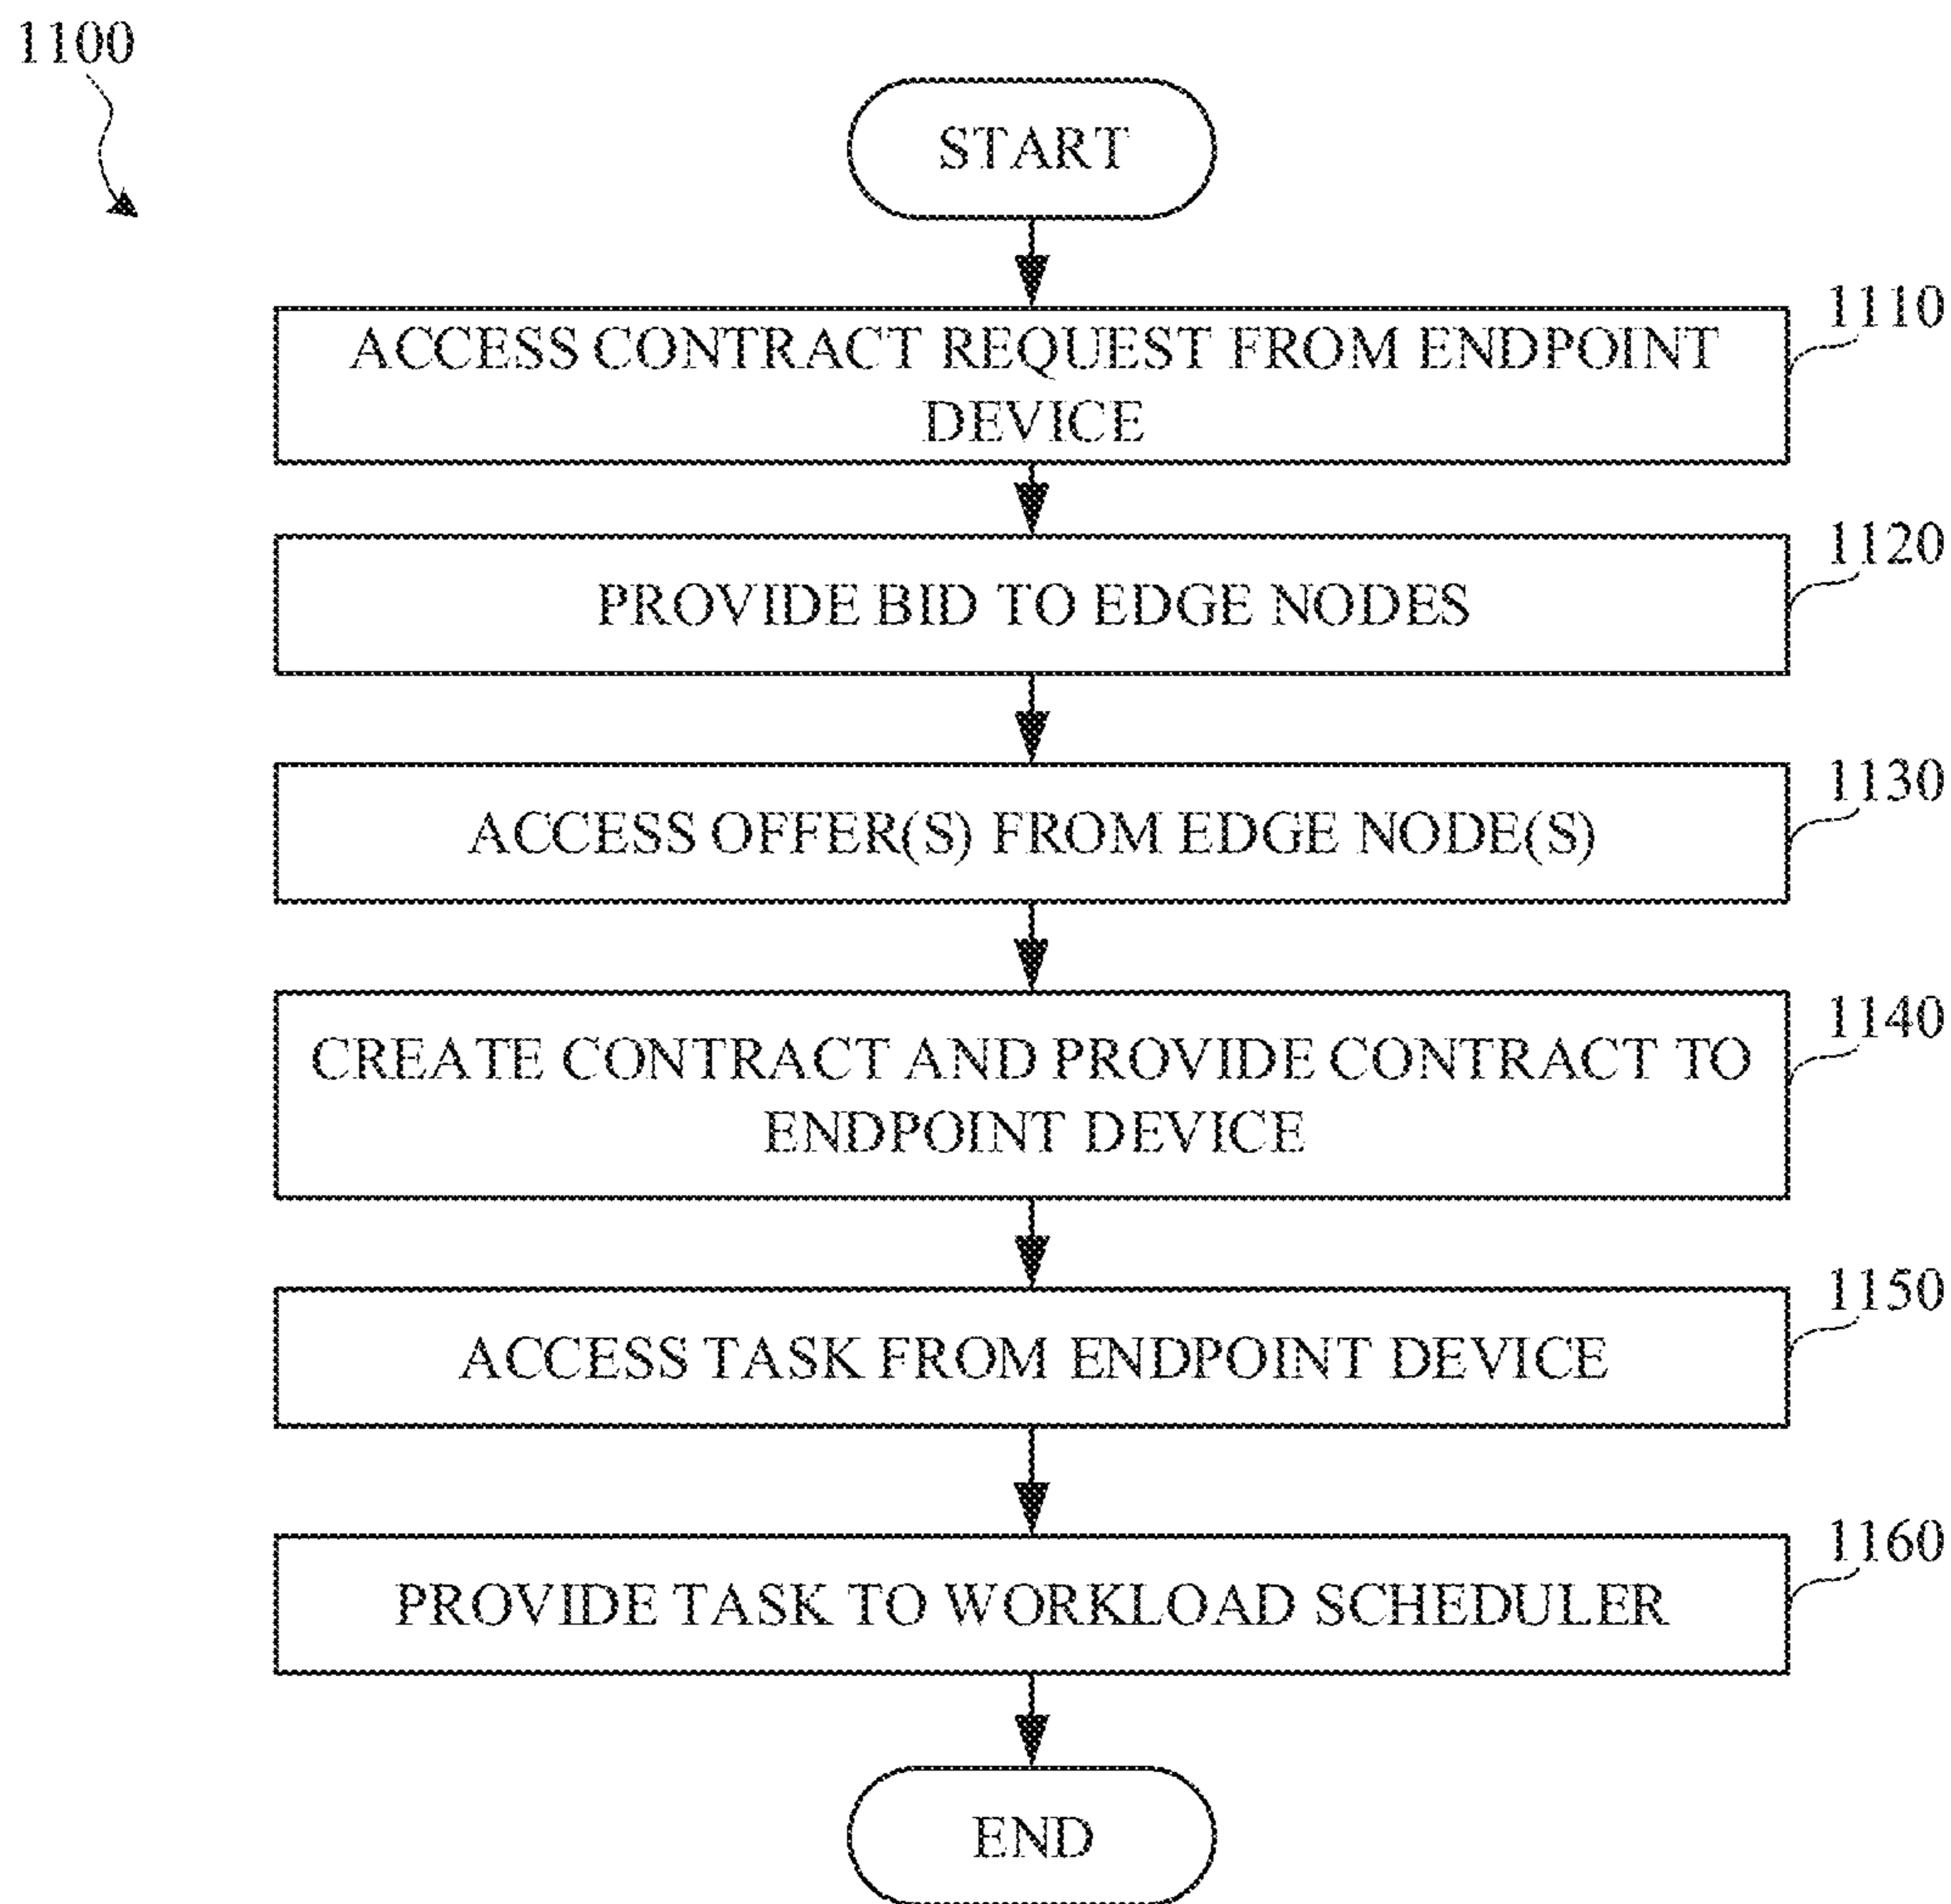 1100
START
1110
ACCESS CONTRACT REQUEST FROM ENDPOINT
DEVICE
1120
PROVIDE BID TO EDGE NODES
1130
ACCESS OFFER(S) FROM EDGE NODE(S)
1140
CREATE CONTRACT AND PROVIDE CONTRACT TO
ENDPOINT DEVICE
1150
ACCESS TASK FROM ENDPOINT DEVICE
1160
PROVIDE TASK TO WORKLOAD SCHEDULER
END